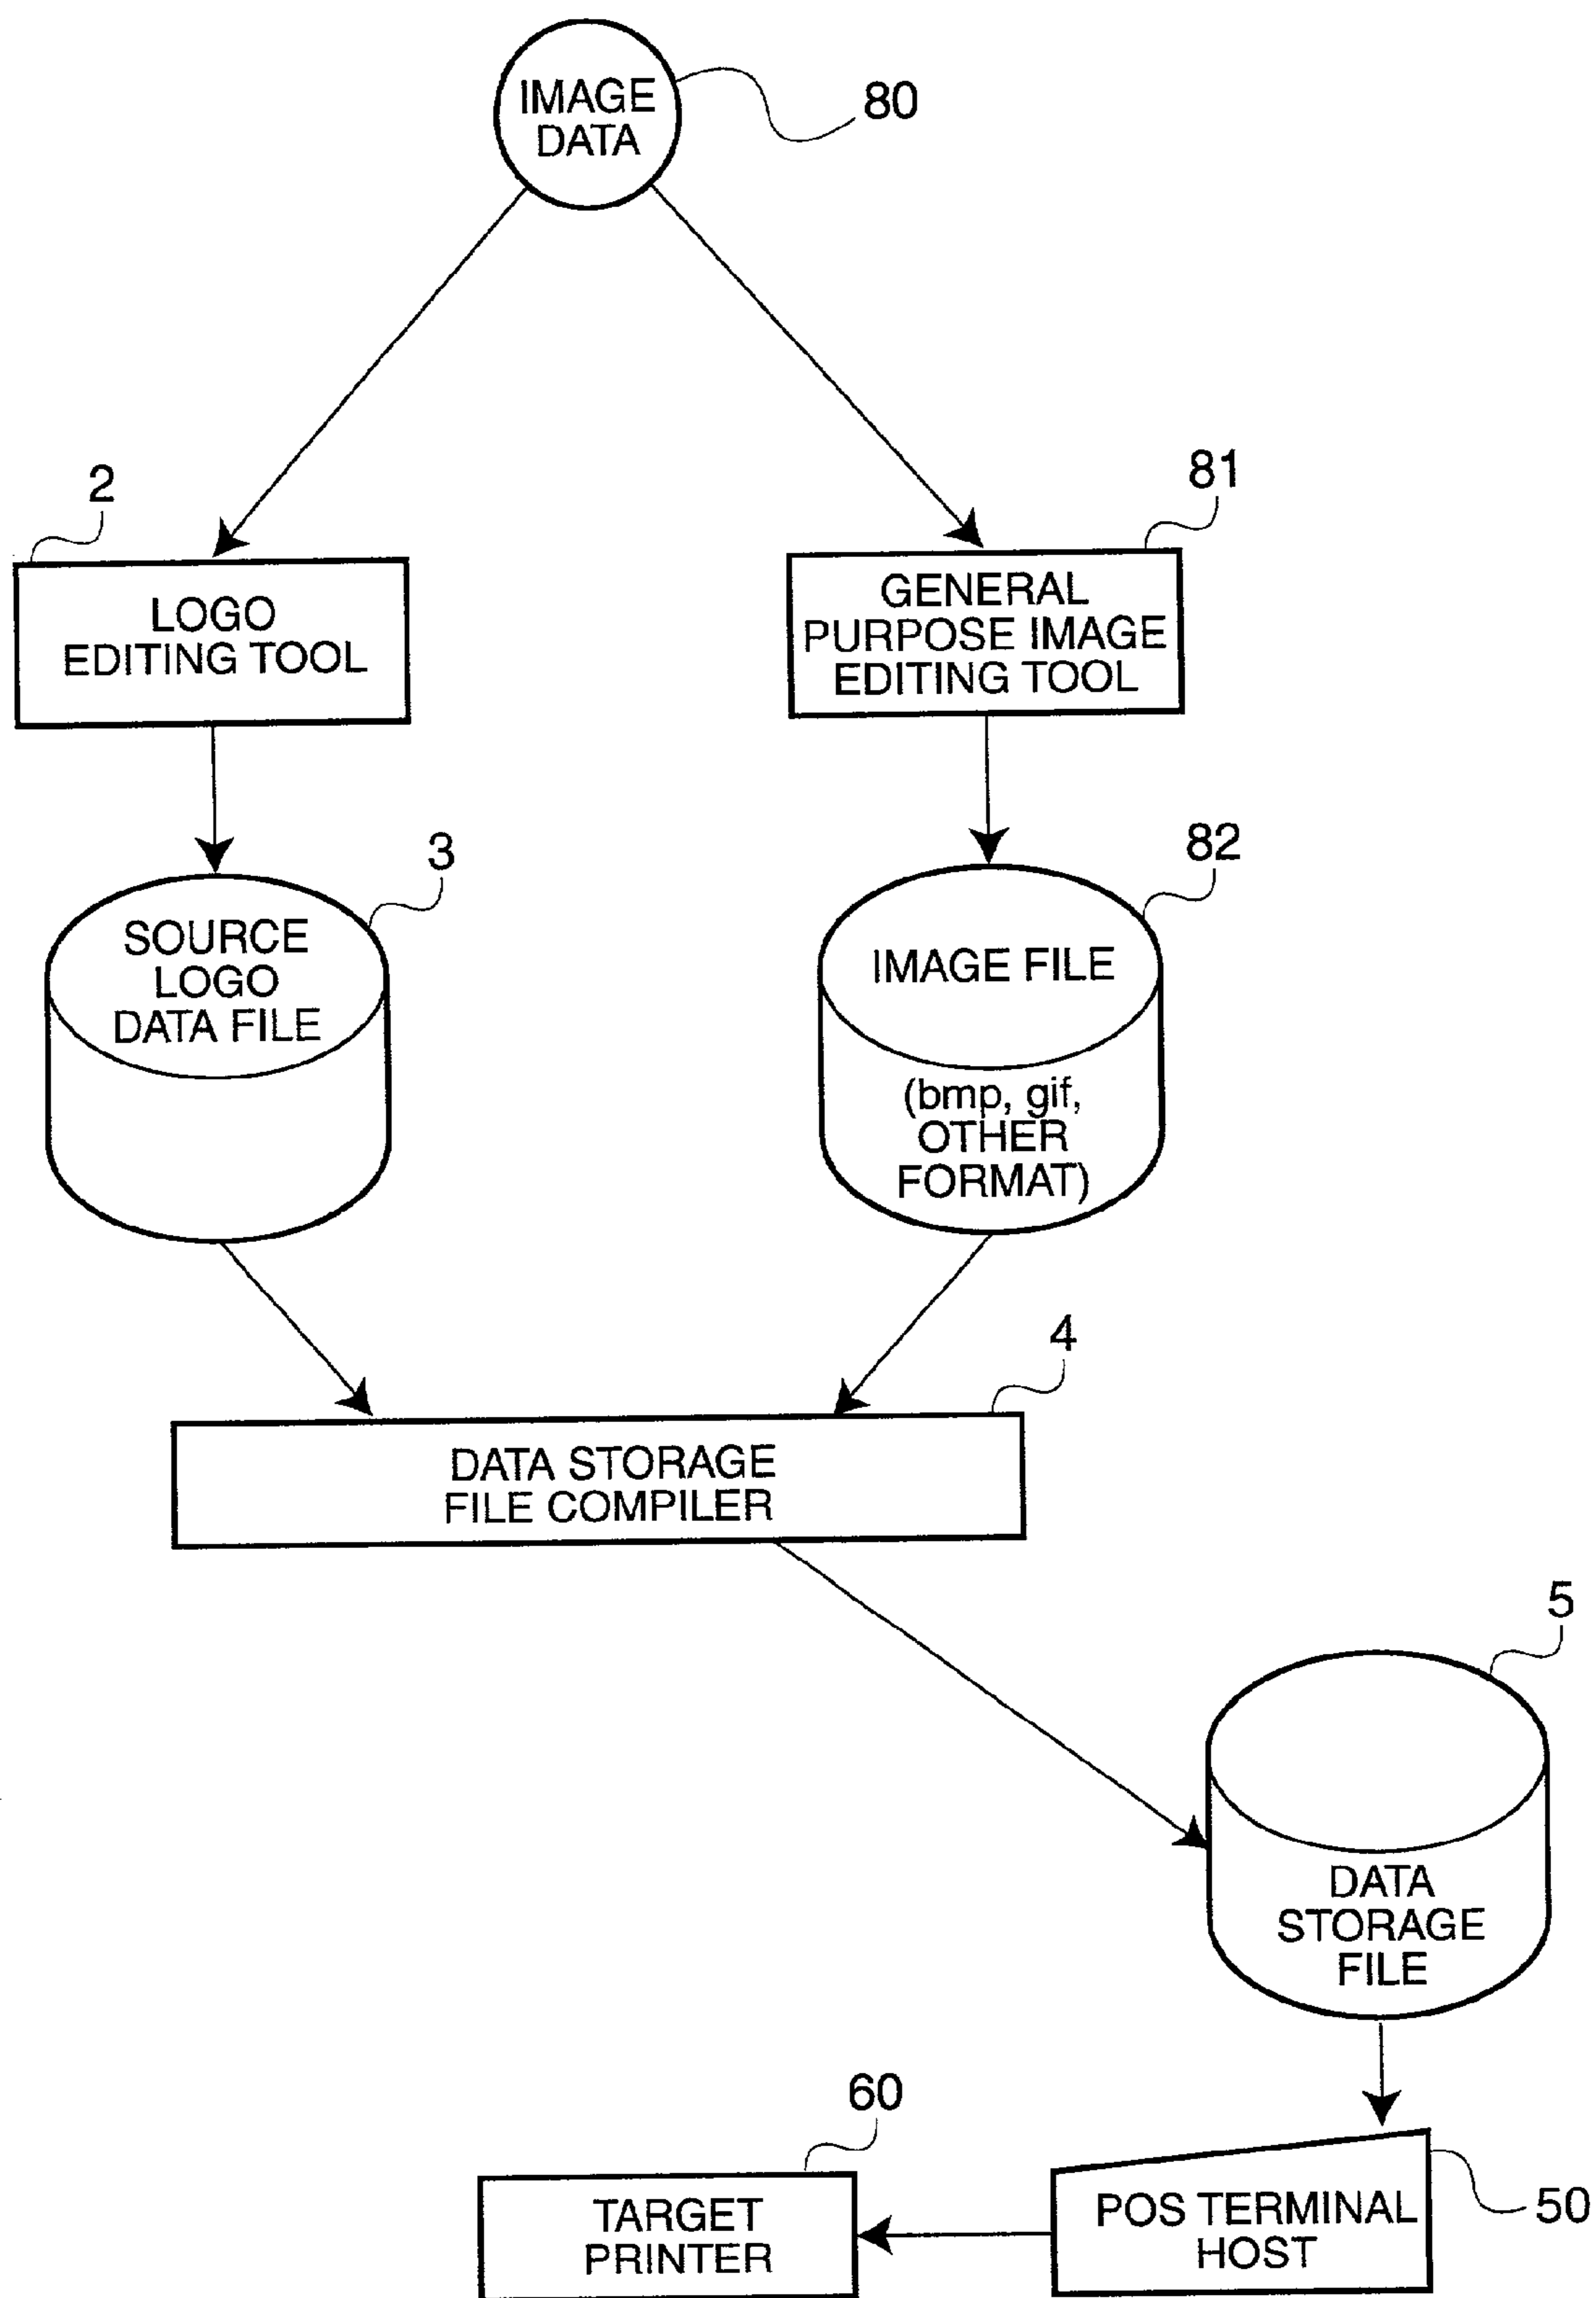 IMAGE
DATA
80
2
81
LOGO
EDITING TOOL
GENERAL
PURPOSE IMAGE
EDITING TOOL
3
82
SOURCE
LOGO
DATA FILE
IMAGE FILE
(bmp, gif,
OTHER
FORMAT)
4
DATA STORAGE
FILE COMPILER
5
DATA
STORAGE
FILE
60
TARGET
PRINTER
POS TERMINAL
HOST
50